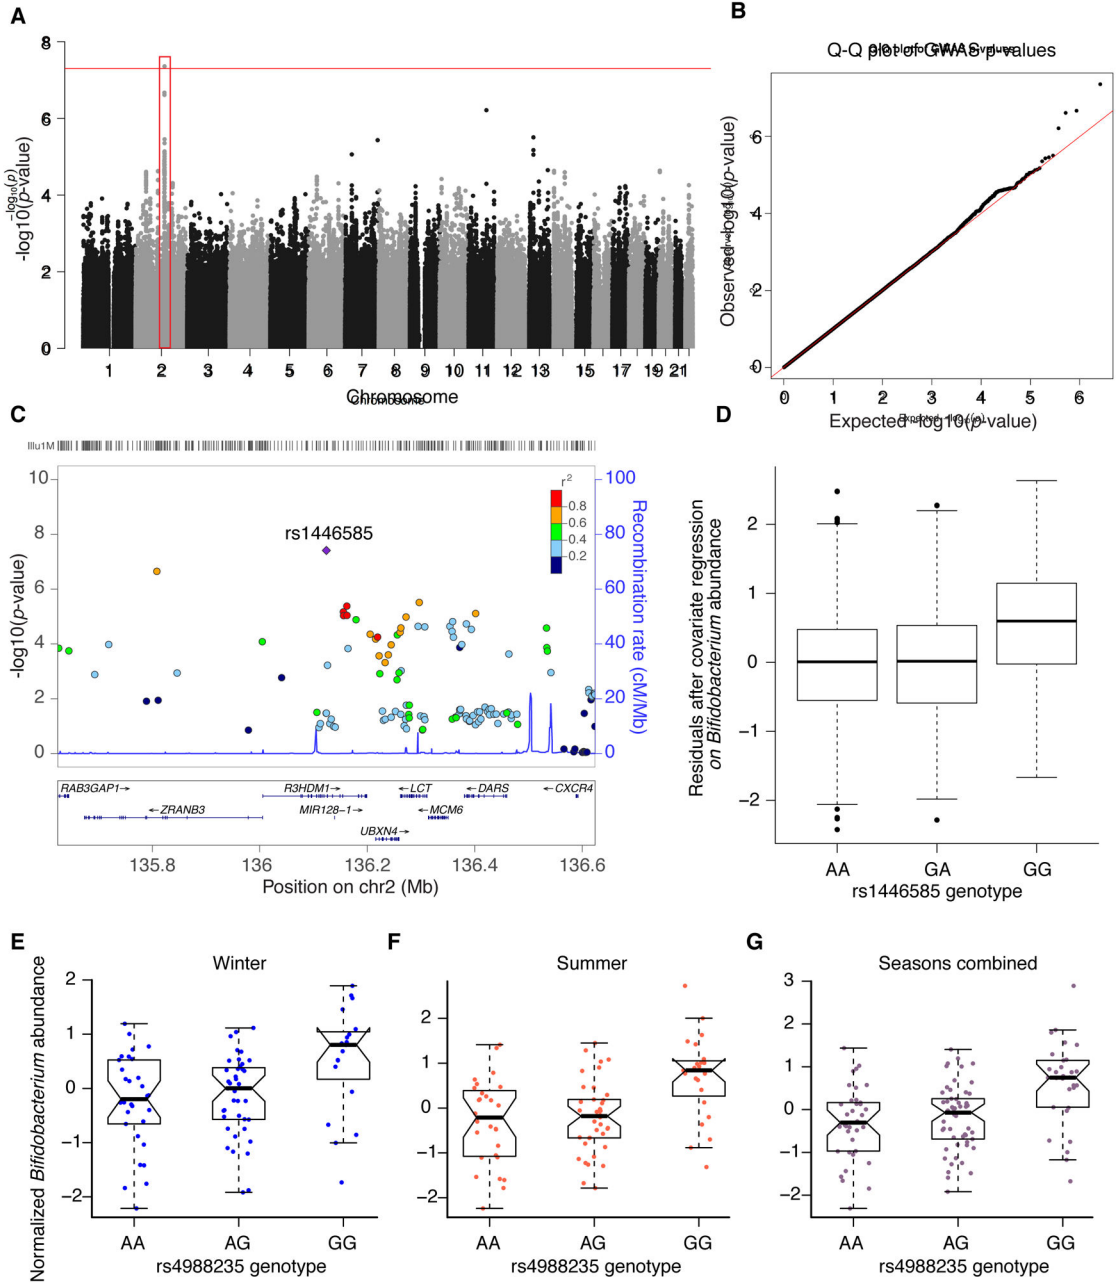 A
8
6
4
2
0
-log10(p-value)
1 2 3 4 5 6 7 8 9 10 11 12 13 15 17 19 21
Chromosome
B
Q-Q plot of GWAS p-values
6
4
2
0
Observed -log10(p-value)
0 1 2 3 4 5 6
Expected -log10(p-value)
C
Illu1M
10
8
6
4
2
0
-log10(p-value)
rs1446585
r²
0.8
0.6
0.4
0.2
100
80
60
40
20
0
Recombination rate (cM/Mb)
RAB3GAP1→ R3HDM1→ ←LCT ←DARS ←CXCR4
←ZRANB3 MIR128−1→ ←MCM6
UBXN4→
135.8 136 136.2 136.4 136.6
Position on chr2 (Mb)
D
Residuals after covariate regression
on Bifidobacterium abundance
2
1
0
−1
−2
AA GA GG
rs1446585 genotype
E
Winter
Normalized Bifidobacterium abundance
2
1
0
−1
−2
AA AG GG
rs4988235 genotype
F
Summer
2
1
0
−1
−2
AA AG GG
rs4988235 genotype
G
Seasons combined
3
2
1
0
−1
−2
AA AG GG
rs4988235 genotype